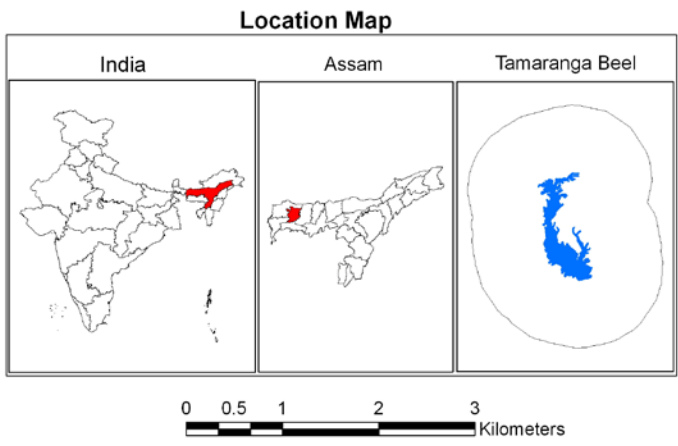 Location Map
India
Assam
Tamaranga Beel
0 0.5 1 2 3
Kilometers